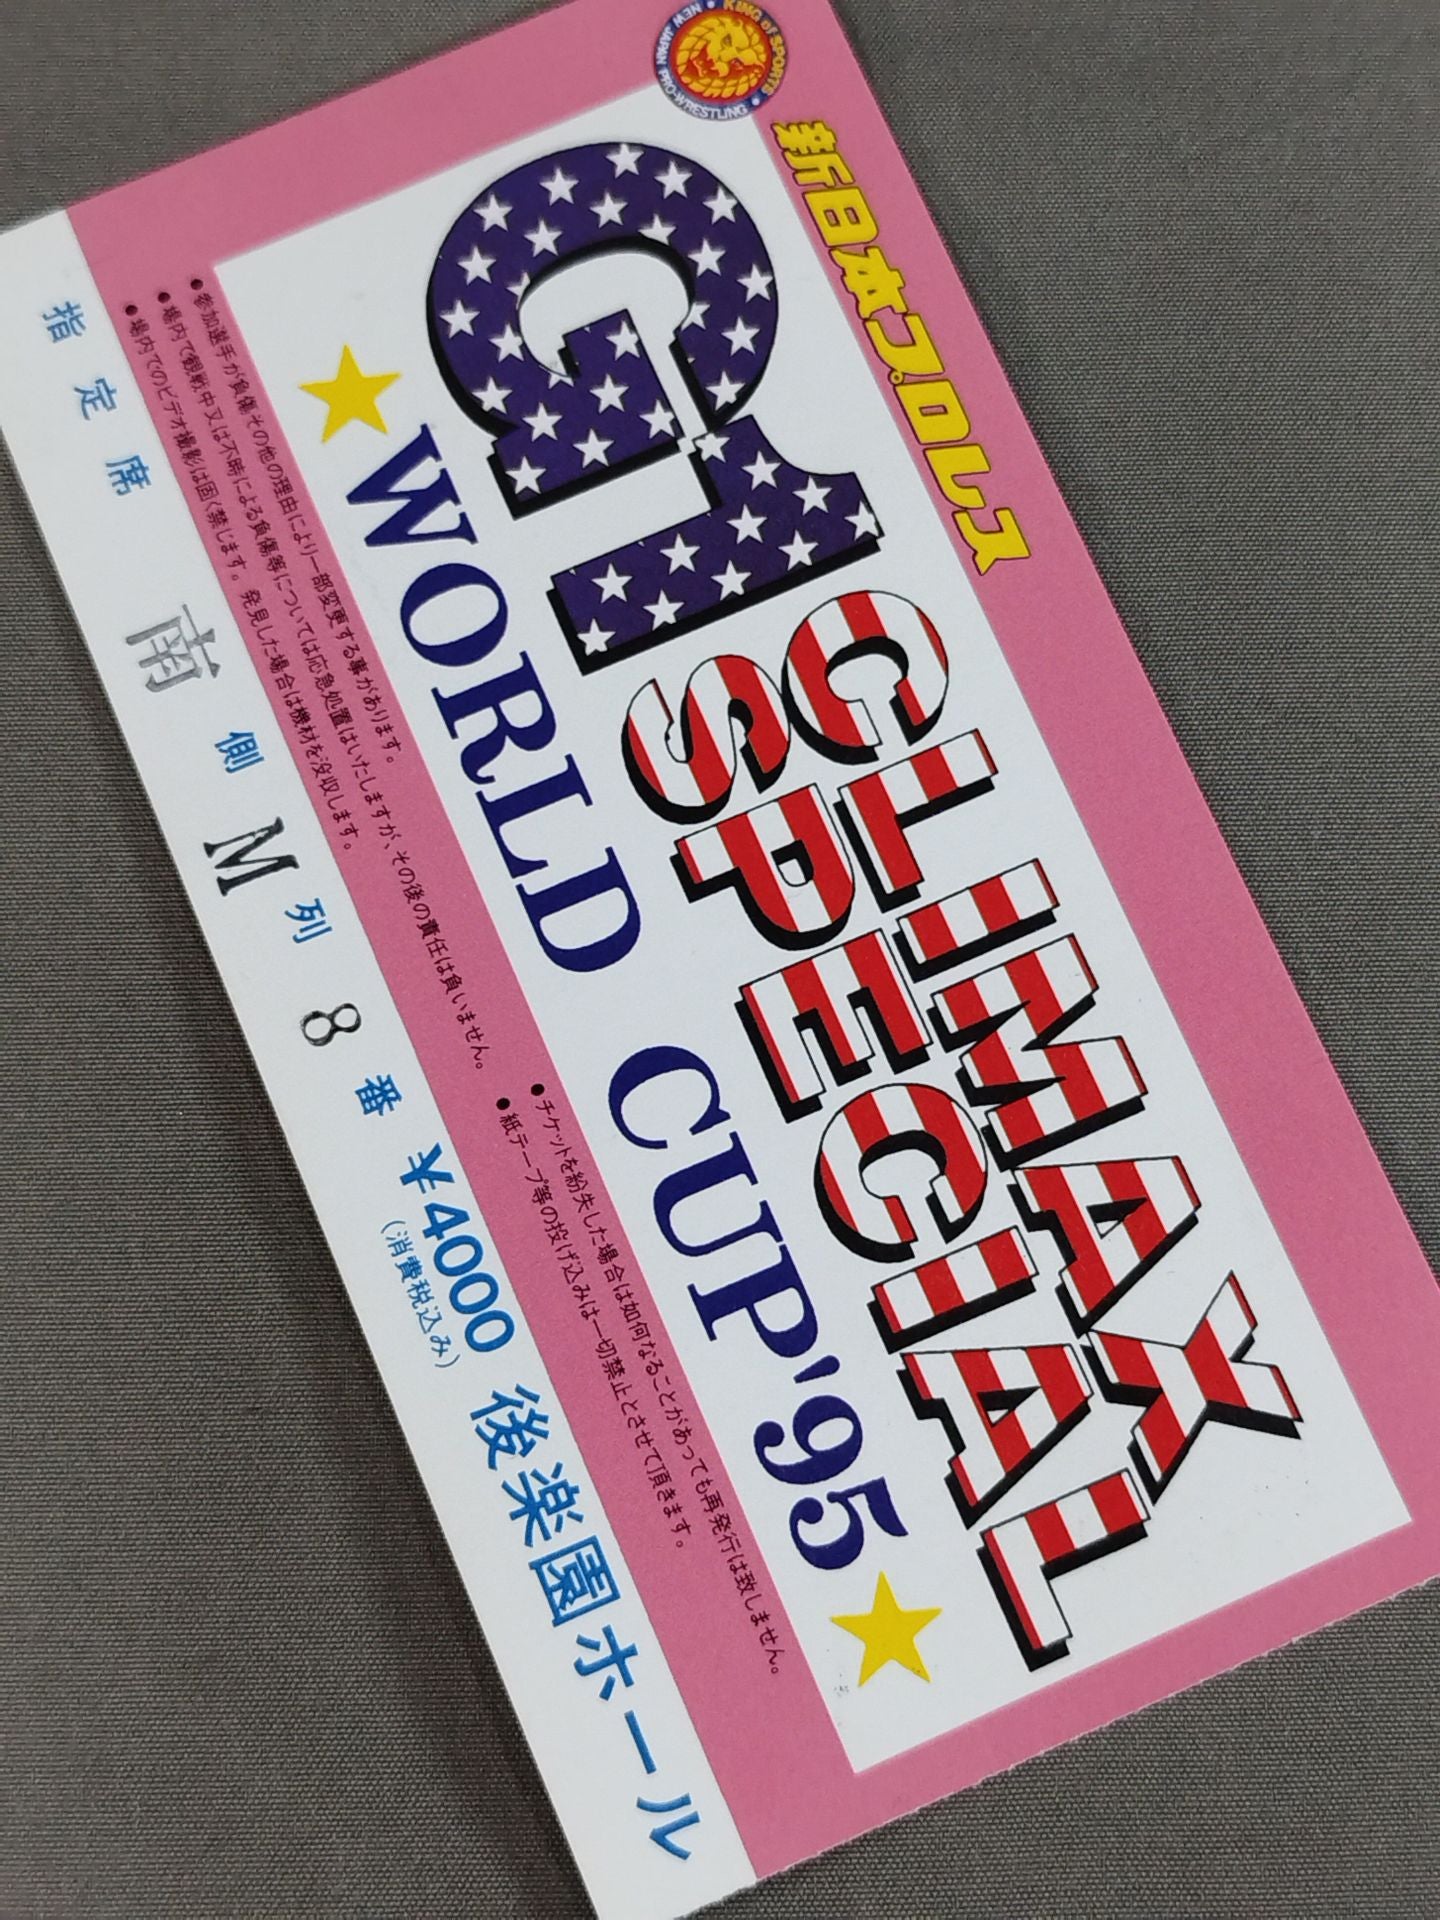 KING of SPORTS
NEW JAPAN PRO-WRESTLING
新日本プロレス
G1 CLIMAX
SPECIAL
WORLD CUP'95
●参加選手が負傷その他の理由により一部変更する事があります。
●場内で観戦中又は不時による負傷等については応急処置はいたしますが、その後の責任は負いません。
●場内でのビデオ撮影は固く禁じます。発見した場合は機材を没収します。
●チケットを紛失した場合は如何なることがあっても再発行は致しません。
●紙テープ等の投げ込みは一切禁止とさせて頂きます。
指定席 南側 M列 8番 ¥4000 後楽園ホール
(消費税込み)